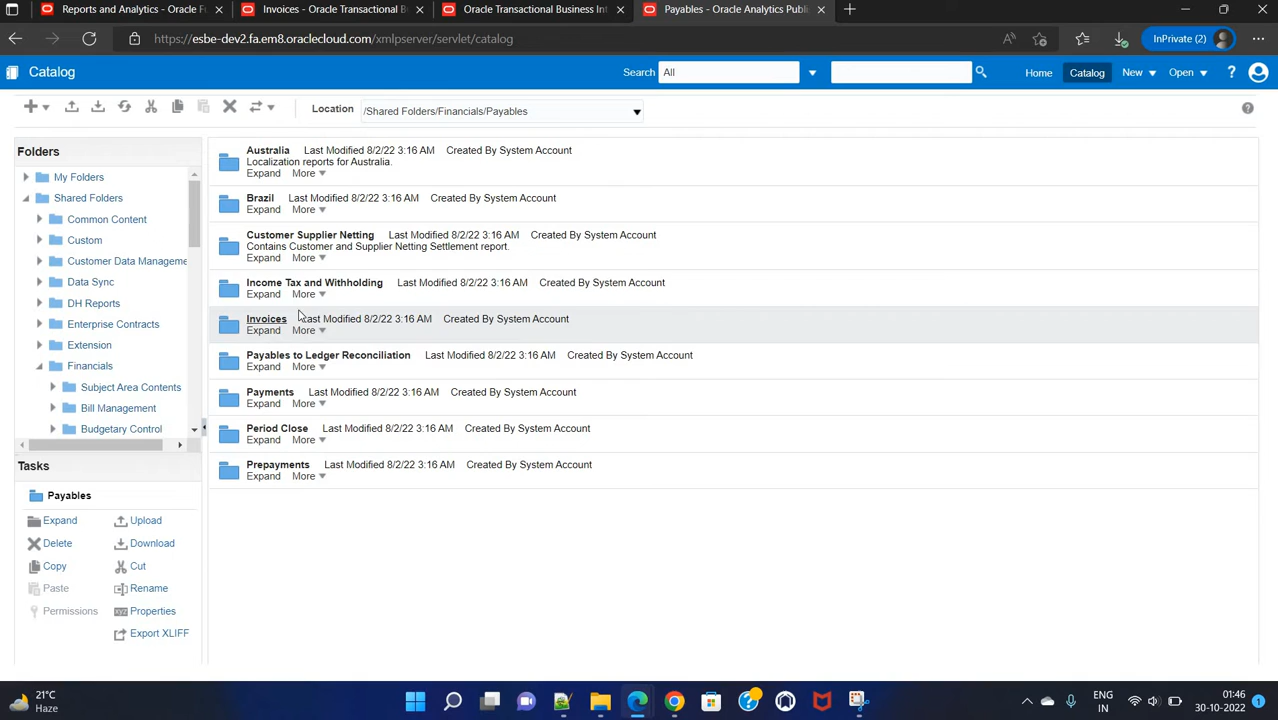 Reports and Analytics - Oracle Fu
Invoices - Oracle Transactional B
Oracle Transactional Business Int
Payables - Oracle Analytics Publi
https://esbe-dev2.fa.em8.oraclecloud.com/xmlpserver/servlet/catalog
InPrivate (2)
Catalog
Search All
Home Catalog New Open
Location /Shared Folders/Financials/Payables
Folders
My Folders
Shared Folders
Common Content
Custom
Customer Data Manageme
Data Sync
DH Reports
Enterprise Contracts
Extension
Financials
Subject Area Contents
Bill Management
Budgetary Control
Australia Last Modified 8/2/22 3:16 AM Created By System Account
Localization reports for Australia.
Expand More
Brazil Last Modified 8/2/22 3:16 AM Created By System Account
Expand More
Customer Supplier Netting Last Modified 8/2/22 3:16 AM Created By System Account
Contains Customer and Supplier Netting Settlement report.
Expand More
Income Tax and Withholding Last Modified 8/2/22 3:16 AM Created By System Account
Expand More
Invoices Last Modified 8/2/22 3:16 AM Created By System Account
Expand More
Payables to Ledger Reconciliation Last Modified 8/2/22 3:16 AM Created By System Account
Expand More
Payments Last Modified 8/2/22 3:16 AM Created By System Account
Expand More
Period Close Last Modified 8/2/22 3:16 AM Created By System Account
Expand More
Prepayments Last Modified 8/2/22 3:16 AM Created By System Account
Expand More
Tasks
Payables
Expand Upload
Delete Download
Copy Cut
Paste Rename
Permissions Properties
Export XLIFF
21°C
Haze
ENG
IN
01:46
30-10-2022